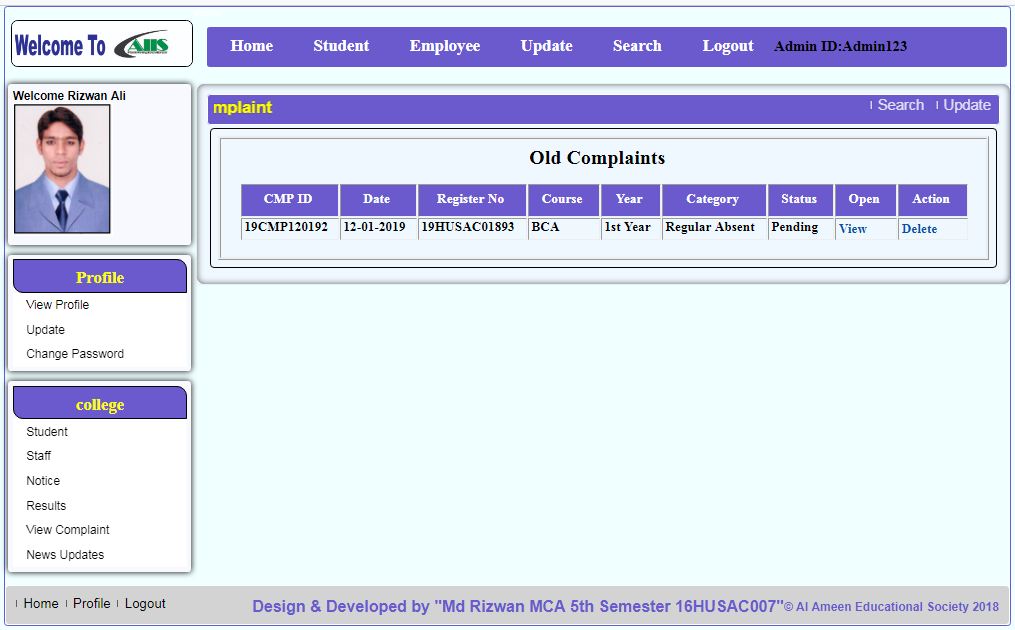 Welcome To AIIS
Home Student Employee Update Search Logout Admin ID:Admin123
Welcome Rizwan Ali
mplaint
Search Update
Old Complaints
CMP ID Date Register No Course Year Category Status Open Action
19CMP120192 12-01-2019 19HUSAC01893 BCA 1st Year Regular Absent Pending View Delete
Profile
View Profile
Update
Change Password
college
Student
Staff
Notice
Results
View Complaint
News Updates
Home Profile Logout
Design & Developed by "Md Rizwan MCA 5th Semester 16HUSAC007"© Al Ameen Educational Society 2018